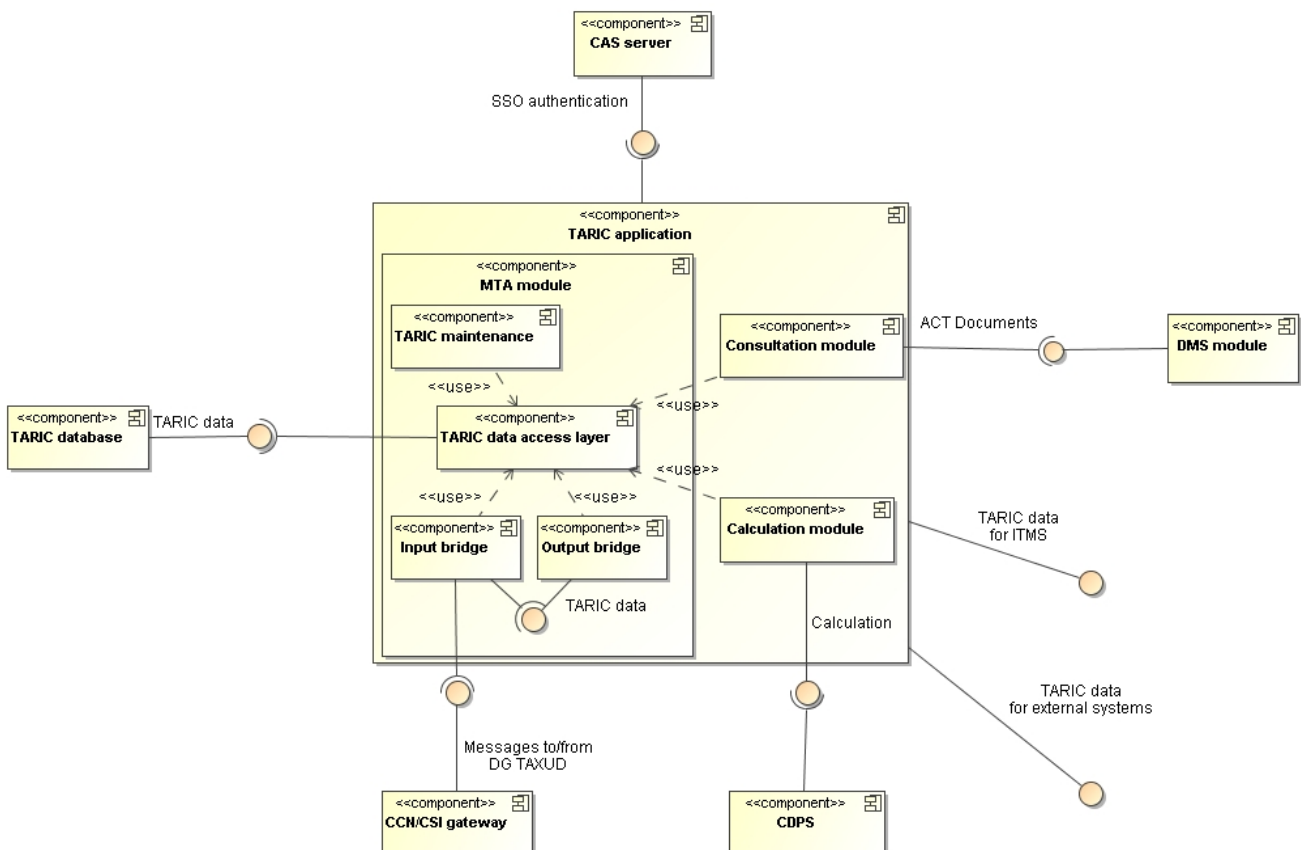 <<component>>
CAS server
SSO authentication
<<component>>
TARIC application
<<component>>
MTA module
<<component>>
TARIC maintenance
<<component>>
Consultation module
ACT Documents
<<component>>
DMS module
<<use>>
<<use>>
<<component>>
TARIC database
TARIC data
<<component>>
TARIC data access layer
<<use>>
<<use>>
<<use>>
<<component>>
Input bridge
<<component>>
Output bridge
<<component>>
Calculation module
TARIC data
for ITMS
TARIC data
Calculation
TARIC data
for external systems
Messages to/from
DG TAXUD
<<component>>
CCN/CSI gateway
<<component>>
CDPS